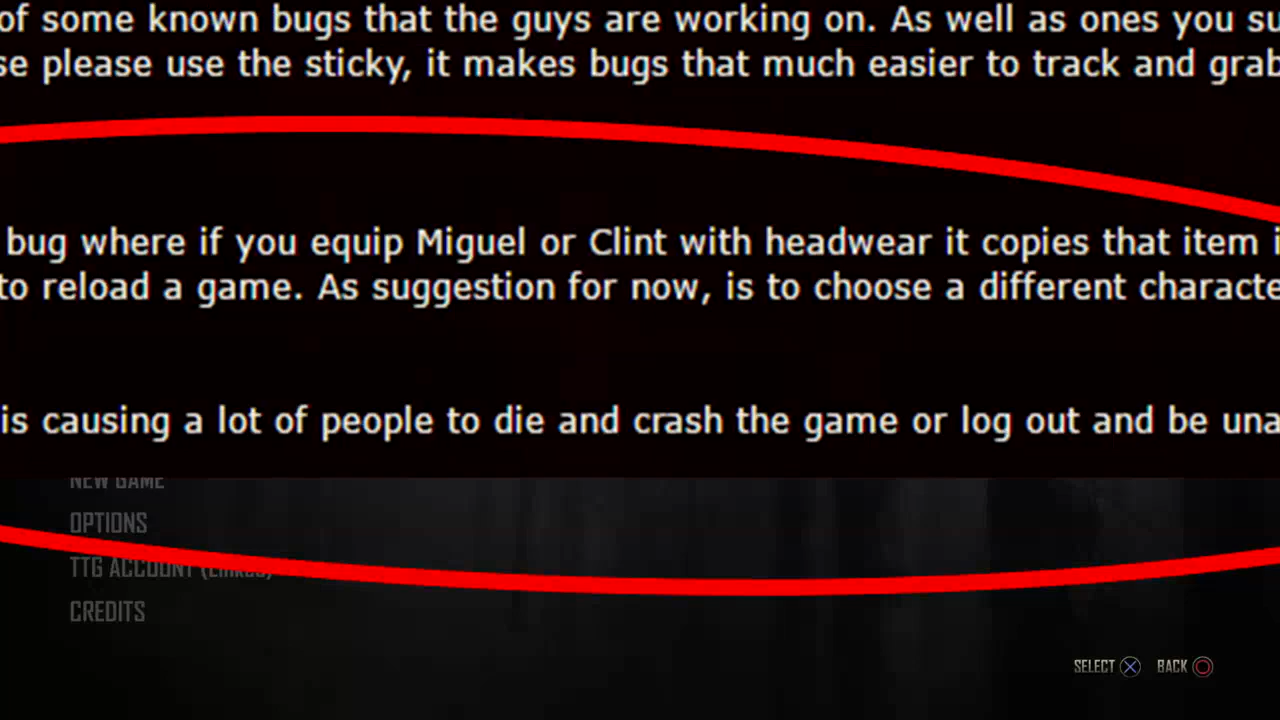 of some known bugs that the guys are working on. As well as ones you su
se please use the sticky, it makes bugs that much easier to track and grab
bug where if you equip Miguel or Clint with headwear it copies that item i
to reload a game. As suggestion for now, is to choose a different characte
is causing a lot of people to die and crash the game or log out and be una
NEW GAME
OPTIONS
TTG ACCOUNT (Linked)
CREDITS
SELECT BACK